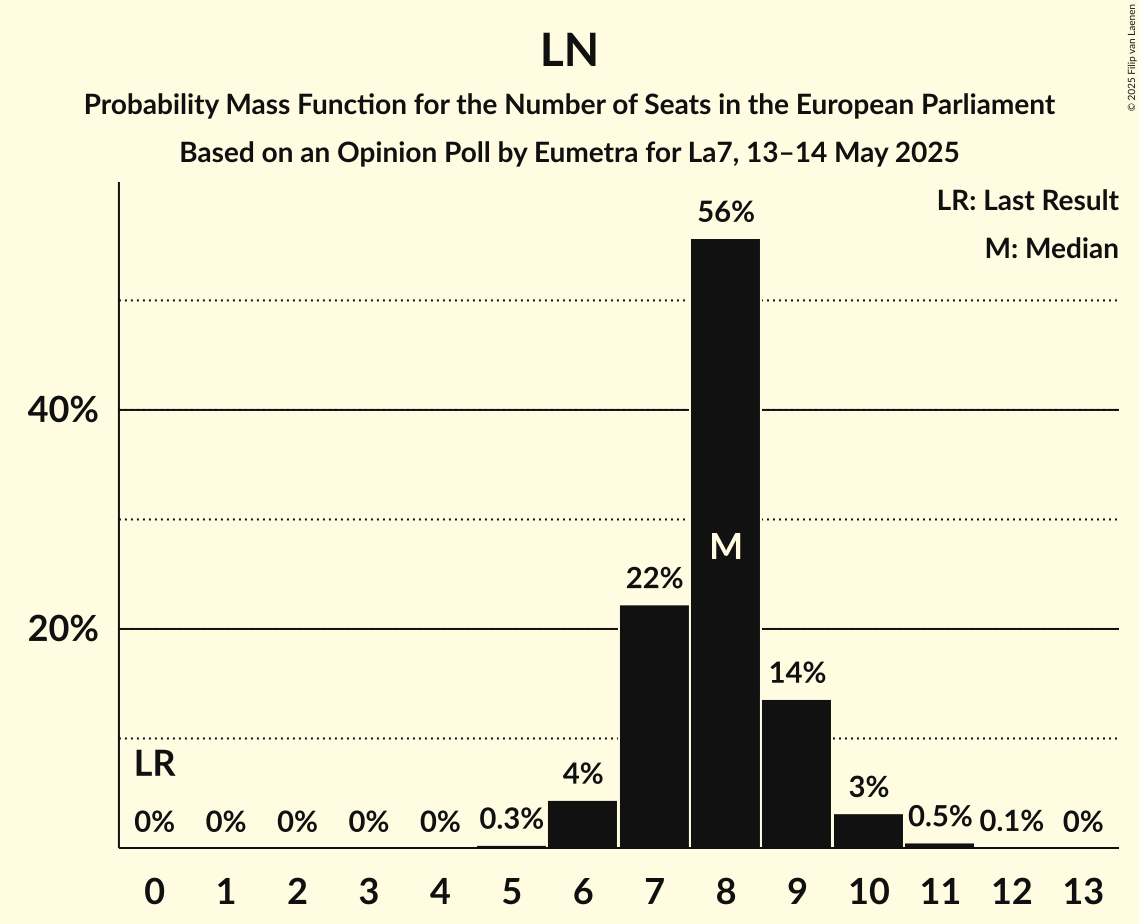 LN
Probability Mass Function for the Number of Seats in the European Parliament
Based on an Opinion Poll by Eumetra for La7, 13–14 May 2025
© 2025 Filip van Laenen
LR: Last Result
M: Median
56%
40%
M
22%
20%
14%
LR
4%
3%
0% 0% 0% 0% 0% 0.3% 0.5% 0.1% 0%
0 1 2 3 4 5 6 7 8 9 10 11 12 13